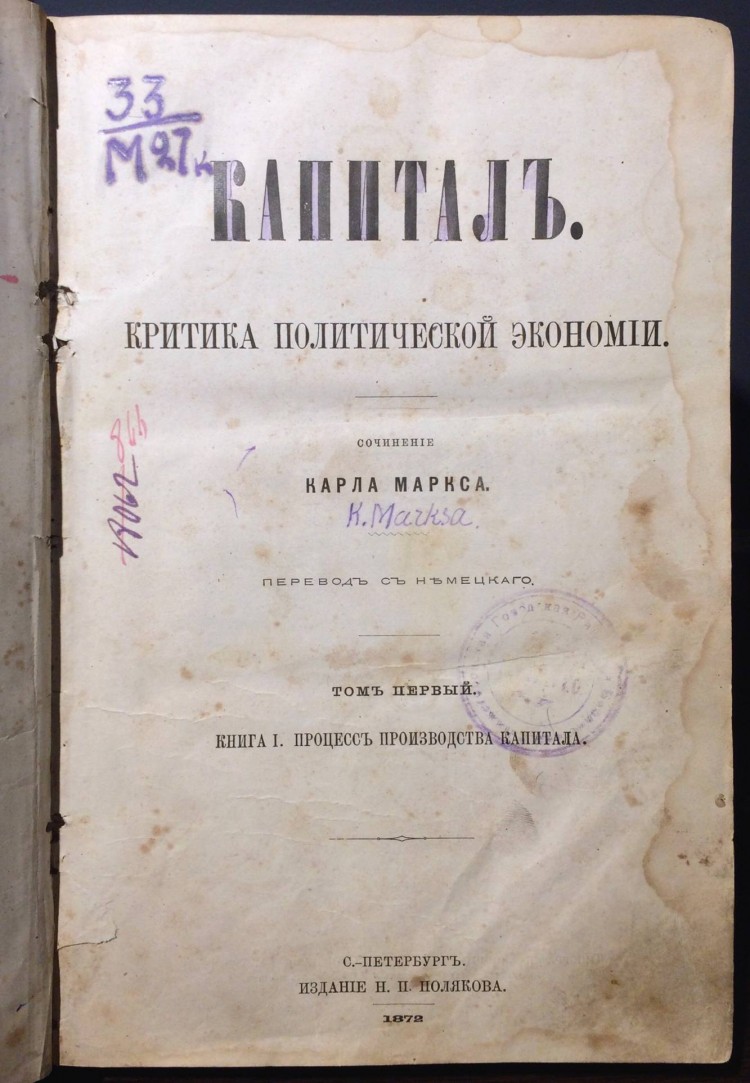 33
М27к
КАПИТАЛЪ.
КРИТИКА ПОЛИТИЧЕСКОЙ ЭКОНОМІИ.
СОЧИНЕНІЕ
КАРЛА МАРКСА.
K. Marksa.
ПЕРЕВОДЪ СЪ НѢМЕЦКАГО.
ТОМЪ ПЕРВЫЙ.
КНИГА I. ПРОЦЕССЪ ПРОИЗВОДСТВА КАПИТАЛА.
С.-ПЕТЕРБУРГЪ.
ИЗДАНІЕ Н. П. ПОЛЯКОВА.
1872